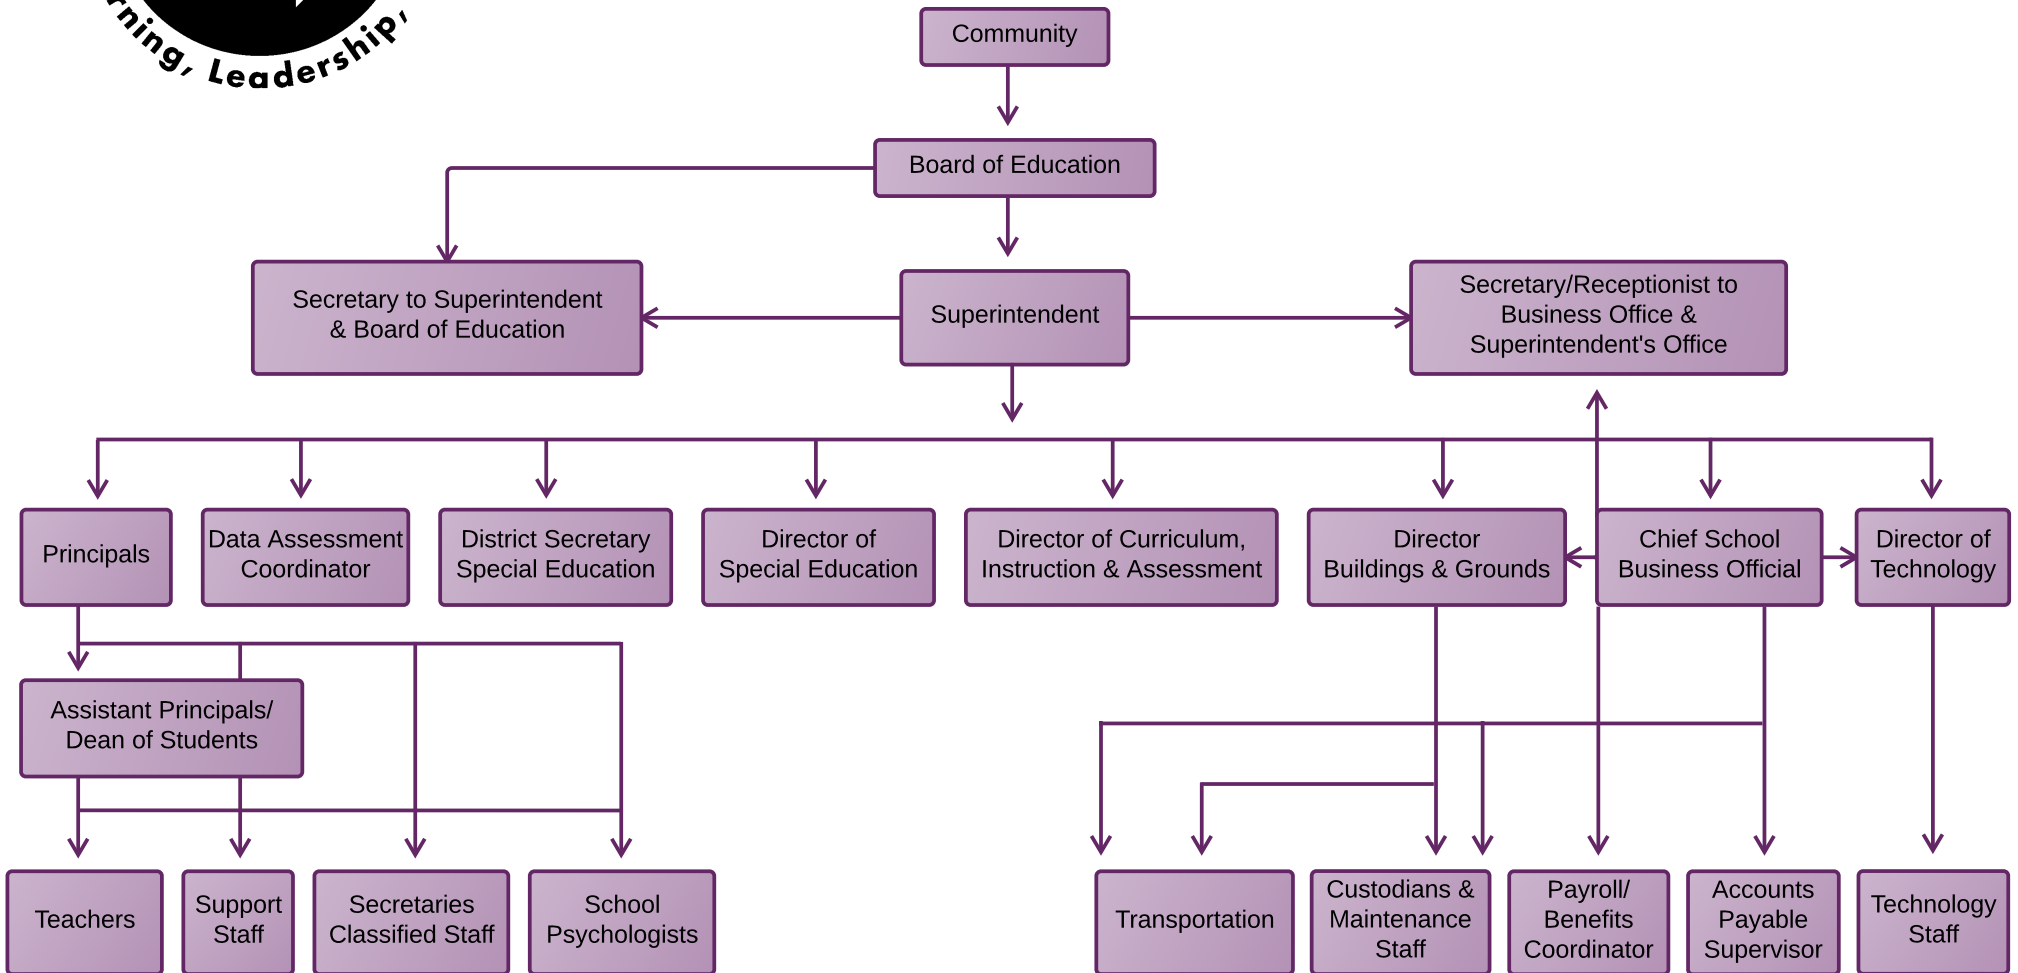 Leadership,
Community
Board of Education
Secretary to Superintendent
& Board of Education
Superintendent
Secretary/Receptionist to
Business Office &
Superintendent's Office
Principals
Data Assessment
Coordinator
District Secretary
Special Education
Director of
Special Education
Director of Curriculum,
Instruction & Assessment
Director
Buildings & Grounds
Chief School
Business Official
Director of
Technology
Assistant Principals/
Dean of Students
Teachers
Support
Staff
Secretaries
Classified Staff
School
Psychologists
Transportation
Custodians &
Maintenance
Staff
Payroll/
Benefits
Coordinator
Accounts
Payable
Supervisor
Technology
Staff